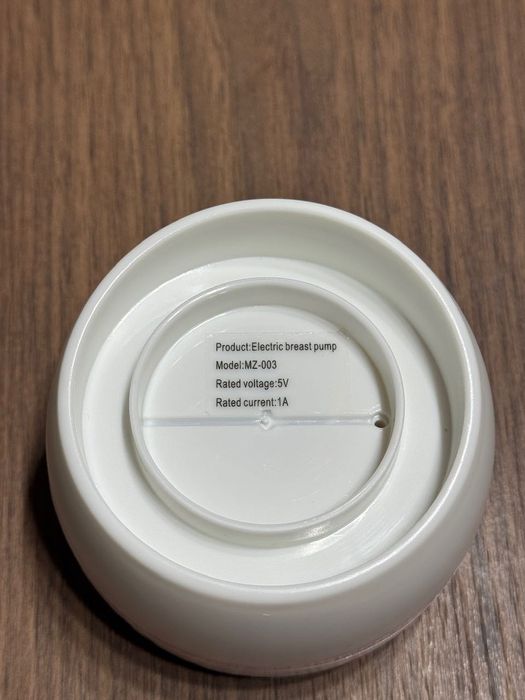 Product:Electric breast pump
Model:MZ-003
Rated voltage:5V
Rated current:1A